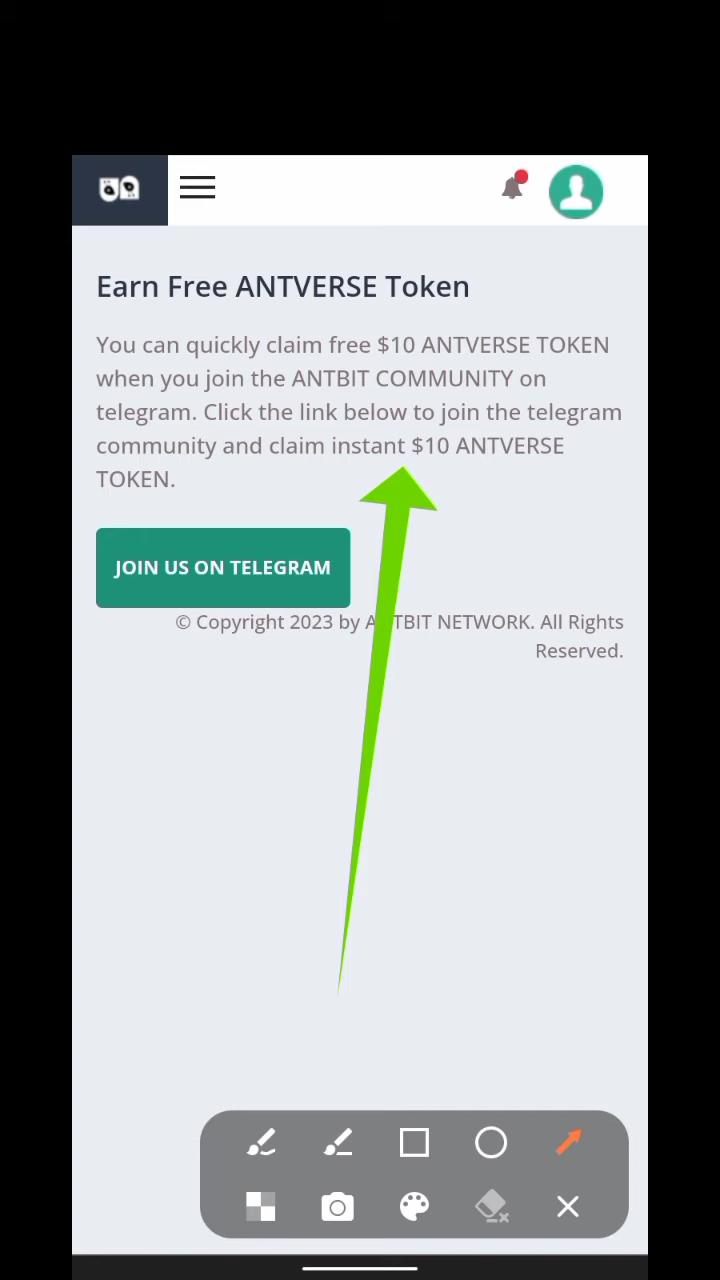 Earn Free ANTVERSE Token
You can quickly claim free $10 ANTVERSE TOKEN
when you join the ANTBIT COMMUNITY on
telegram. Click the link below to join the telegram
community and claim instant $10 ANTVERSE
TOKEN.
JOIN US ON TELEGRAM
© Copyright 2023 by ANTBIT NETWORK. All Rights
Reserved.